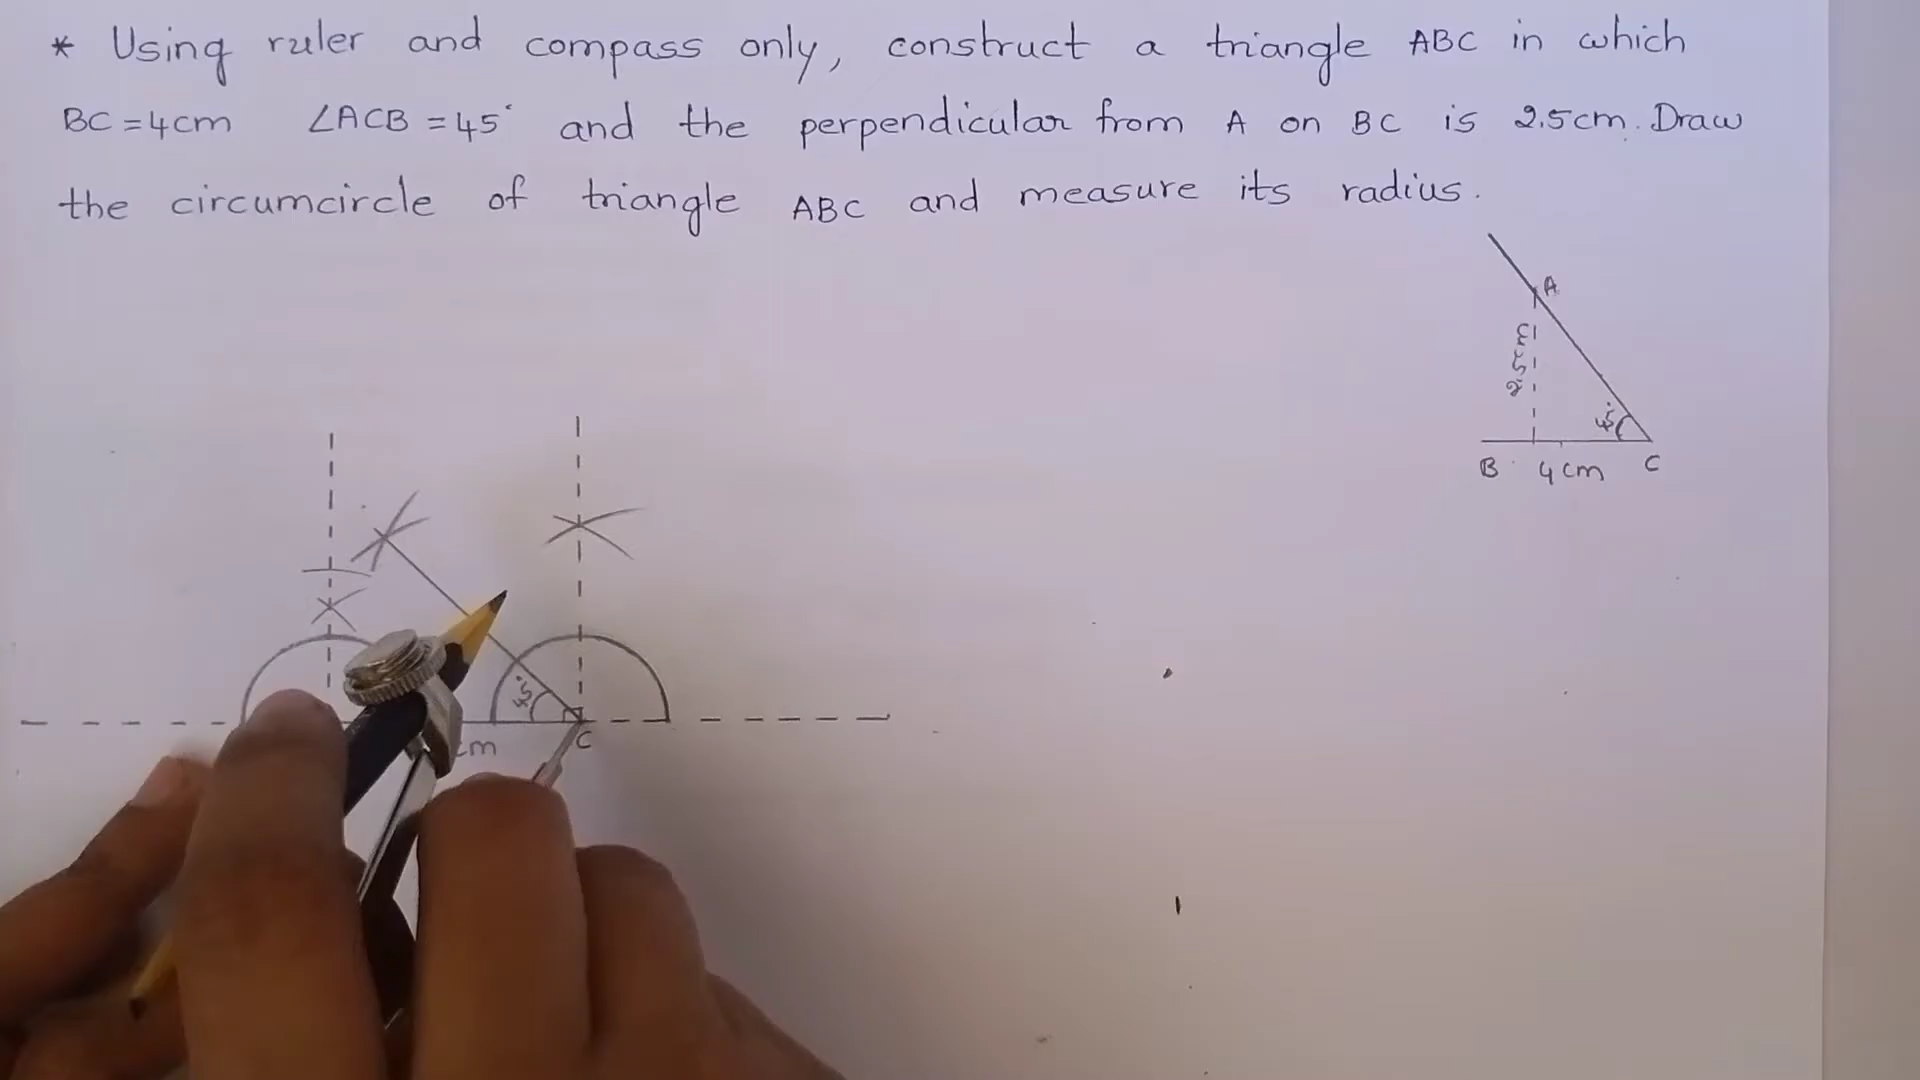 * Using ruler and compass only, construct a triangle ABC in which
BC = 4cm ∠ACB = 45° and the perpendicular from A on BC is 2.5cm. Draw
the circumcircle of triangle ABC and measure its radius.
A
2.5cm
45°
B 4cm C
45°
cm C